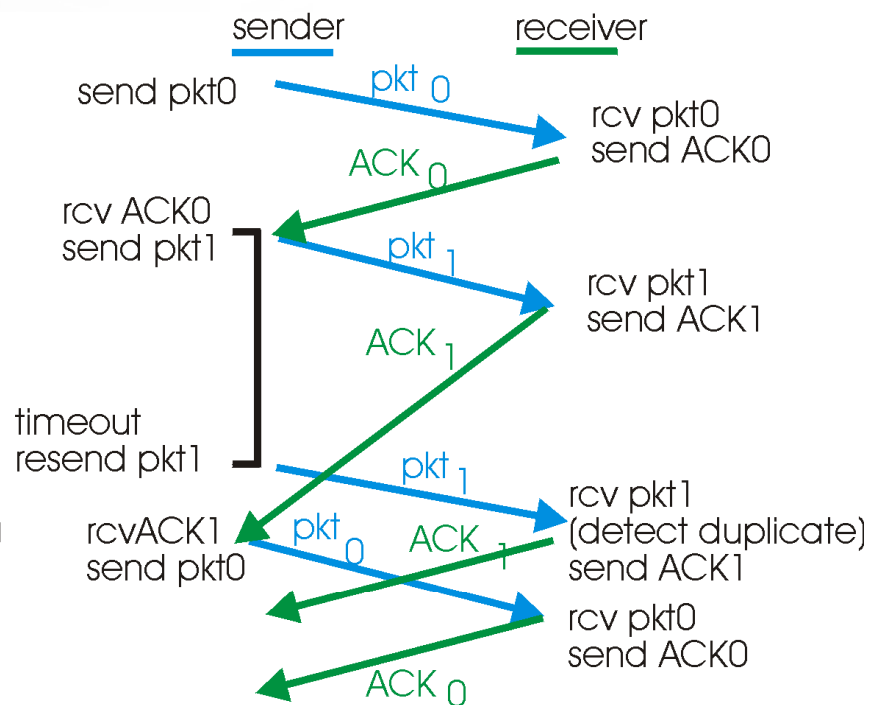 sender
receiver
send pkt0
pkt 0
rcv pkt0
send ACK0
ACK 0
rcv ACK0
send pkt1
pkt 1
rcv pkt1
send ACK1
ACK 1
timeout
resend pkt1
pkt 1
rcv pkt1
(detect duplicate)
send ACK1
rcvACK1
send pkt0
pkt 0
ACK 1
rcv pkt0
send ACK0
ACK 0